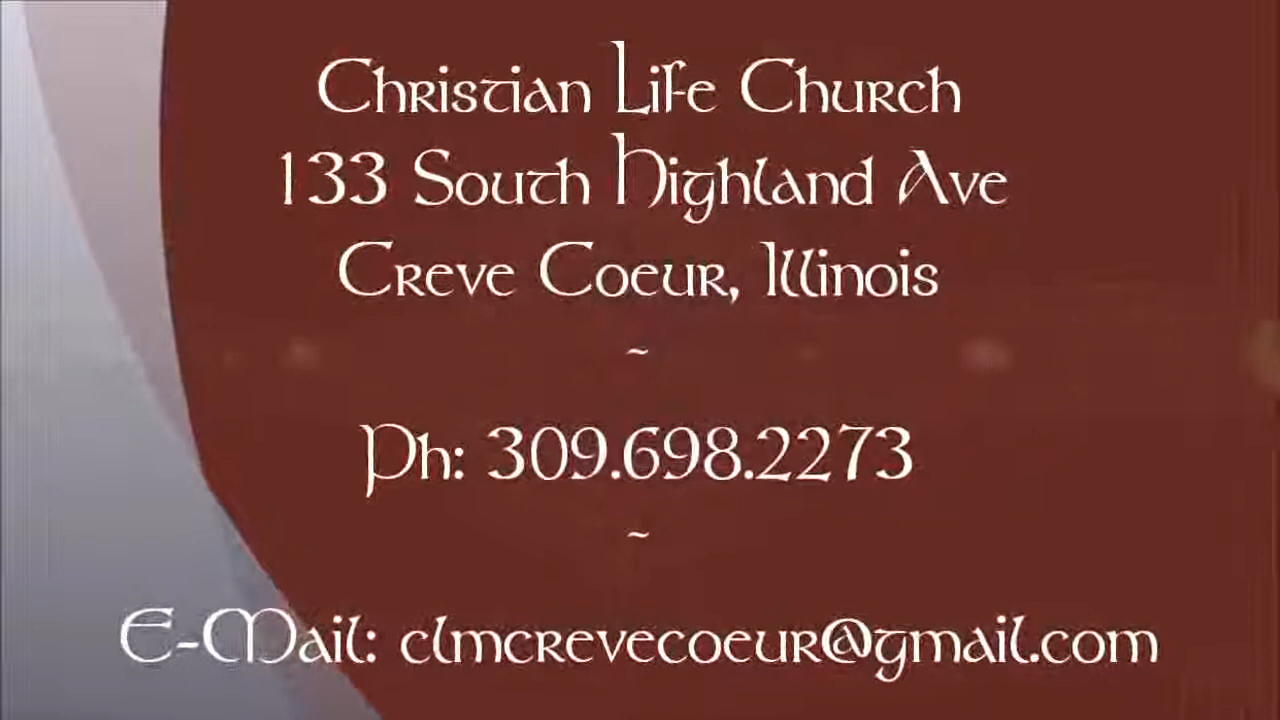 Christian Life Church
133 South Highland Ave
Creve Coeur, Illinois
~
Ph: 309.698.2273
~
E-Mail: clmcrevecoeur@gmail.com